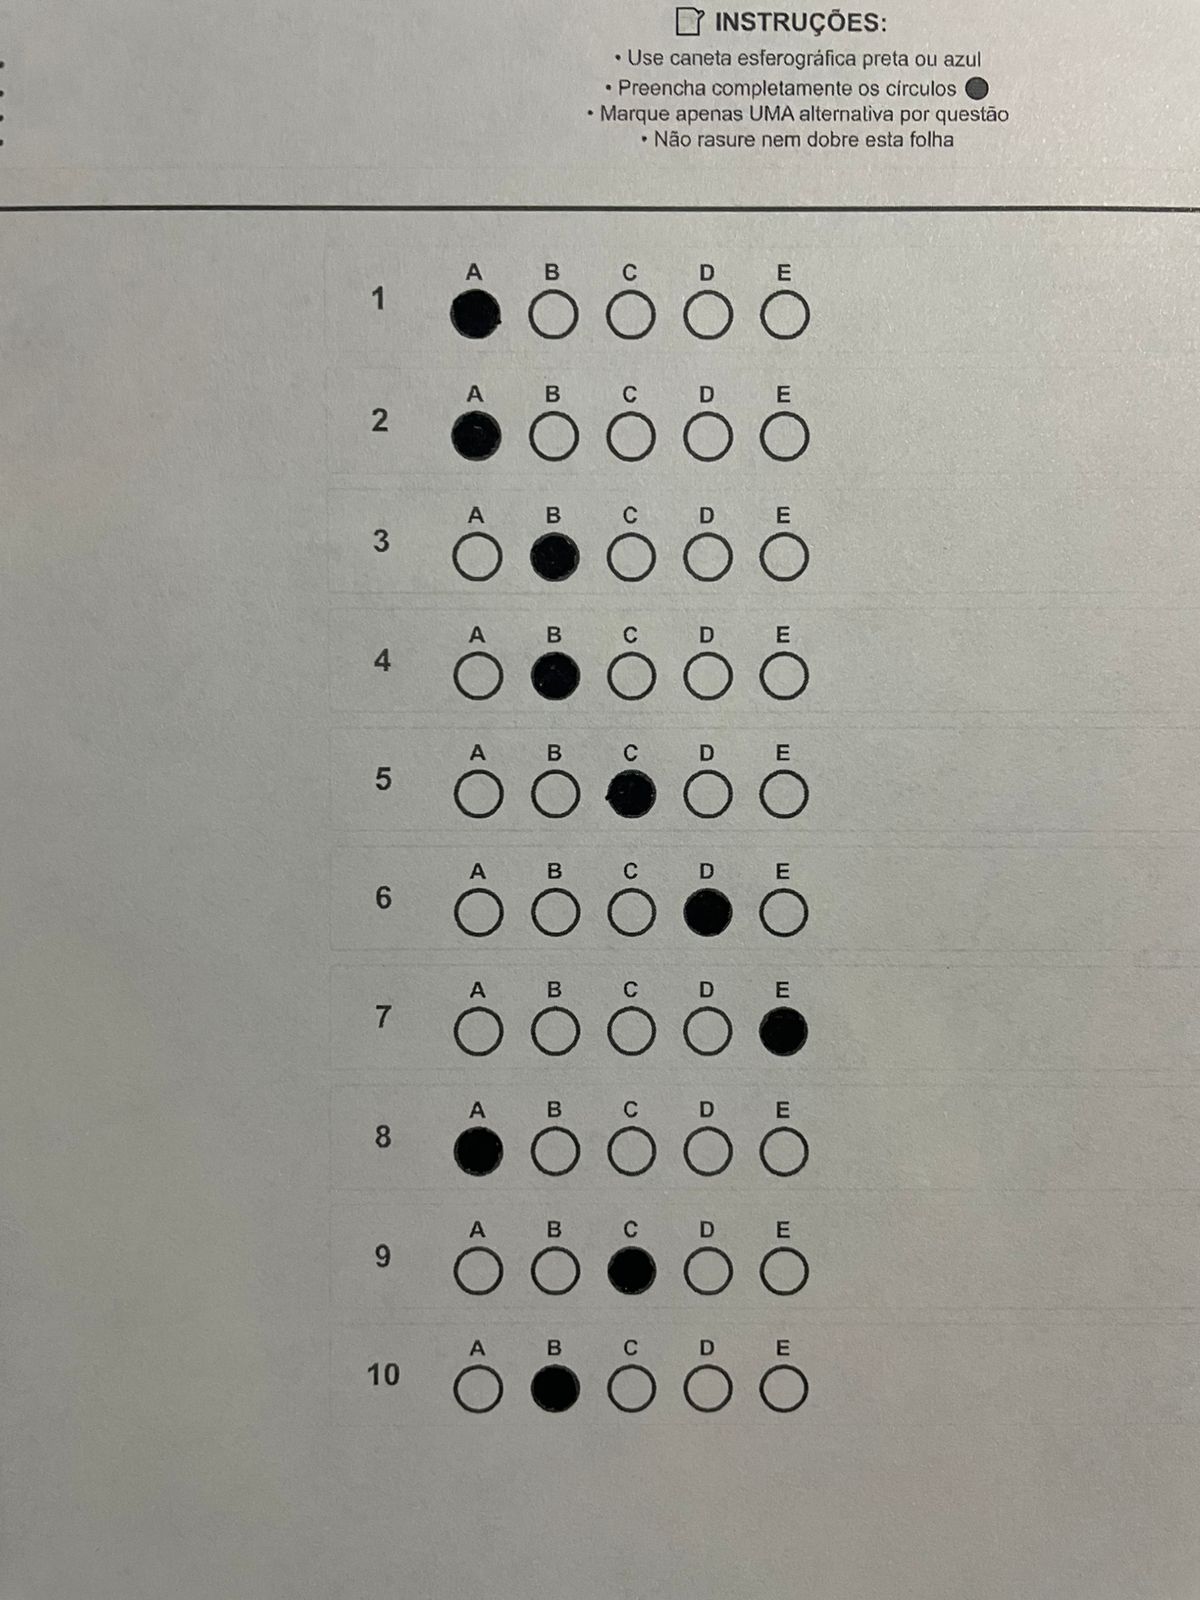 INSTRUÇÕES:
• Use caneta esferográfica preta ou azul
• Preencha completamente os círculos
• Marque apenas UMA alternativa por questão
• Não rasure nem dobre esta folha
A B C D E
1
A B C D E
2
A B C D E
3
A B C D E
4
A B C D E
5
A B C D E
6
A B C D E
7
A B C D E
8
A B C D E
9
A B C D E
10